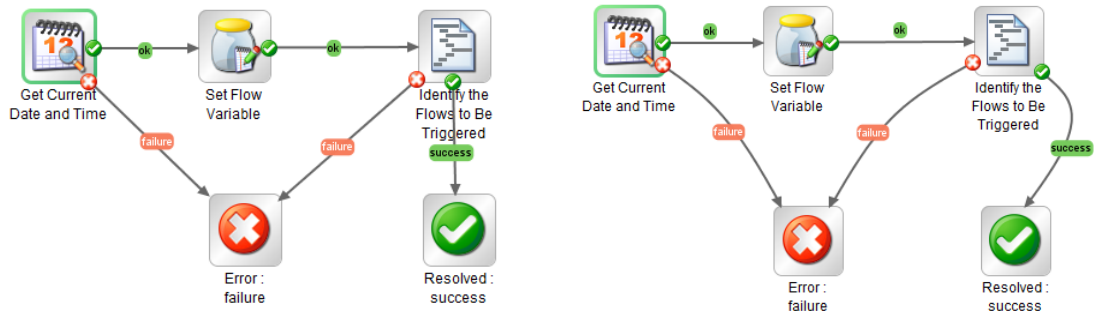 12
ok
ok
Get Current
Date and Time
Set Flow
Variable
Identify the
Flows to Be
Triggered
failure
failure
success
Error :
failure
Resolved :
success
12
ok
ok
Get Current
Date and Time
Set Flow
Variable
Identify the
Flows to Be
Triggered
failure
failure
success
Error :
failure
Resolved :
success